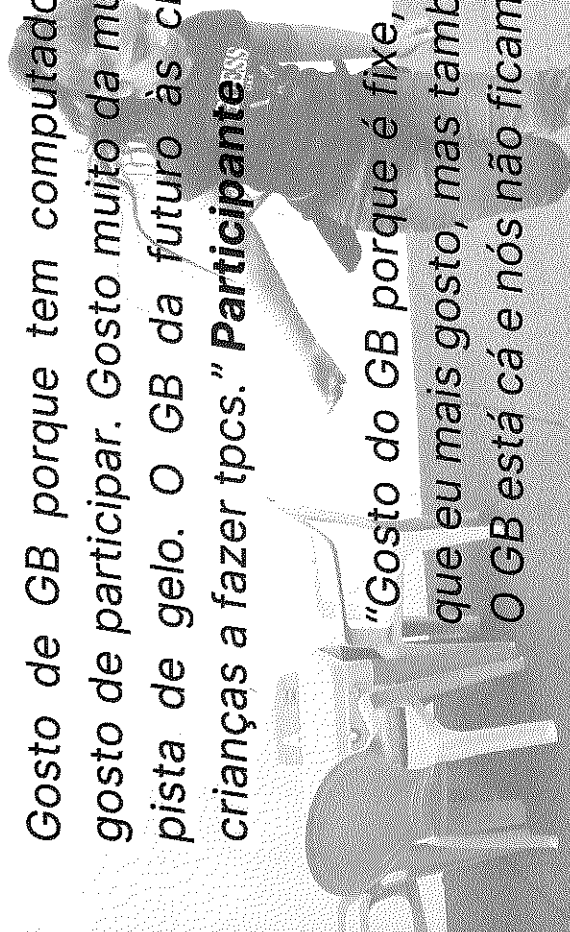 Gosto de GB porque tem computado
gosto de participar. Gosto muito da mu
pista de gelo. O GB da futuro às cr
crianças a fazer tpcs." Participante
"Gosto do GB porque é fixe,
que eu mais gosto, mas tamb
O GB está cá e nós não ficam